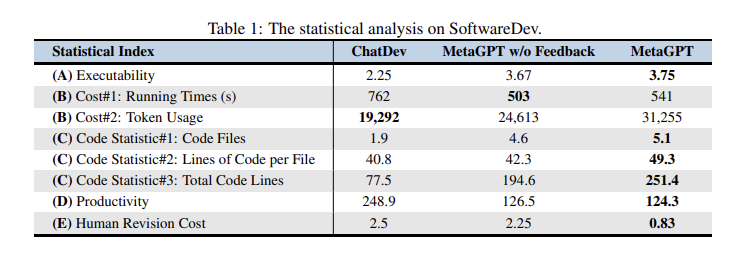 Table 1: The statistical analysis on SoftwareDev.
Statistical Index ChatDev MetaGPT w/o Feedback MetaGPT
(A) Executability 2.25 3.67 3.75
(B) Cost#1: Running Times (s) 762 503 541
(B) Cost#2: Token Usage 19,292 24,613 31,255
(C) Code Statistic#1: Code Files 1.9 4.6 5.1
(C) Code Statistic#2: Lines of Code per File 40.8 42.3 49.3
(C) Code Statistic#3: Total Code Lines 77.5 194.6 251.4
(D) Productivity 248.9 126.5 124.3
(E) Human Revision Cost 2.5 2.25 0.83